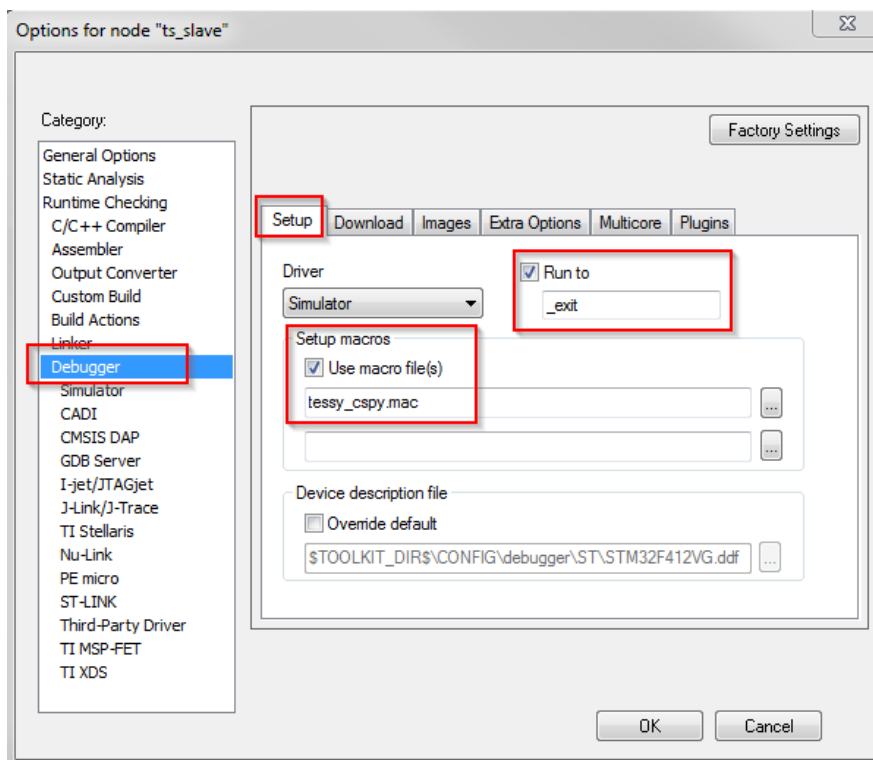 Options for node "ts_slave"
Category:
General Options
Static Analysis
Runtime Checking
C/C++ Compiler
Assembler
Output Converter
Custom Build
Build Actions
Linker
Debugger
Simulator
CADI
CMSIS DAP
GDB Server
I-jet/JTAGjet
J-Link/J-Trace
TI Stellaris
Nu-Link
PE micro
ST-LINK
Third-Party Driver
TI MSP-FET
TI XDS
Factory Settings
Setup Download Images Extra Options Multicore Plugins
Driver
Simulator
Run to
_exit
Setup macros
Use macro file(s)
tessy_cspy.mac
...
...
Device description file
Override default
$TOOLKIT_DIR$\CONFIG\debugger\ST\STM32F412VG.ddf
...
OK Cancel